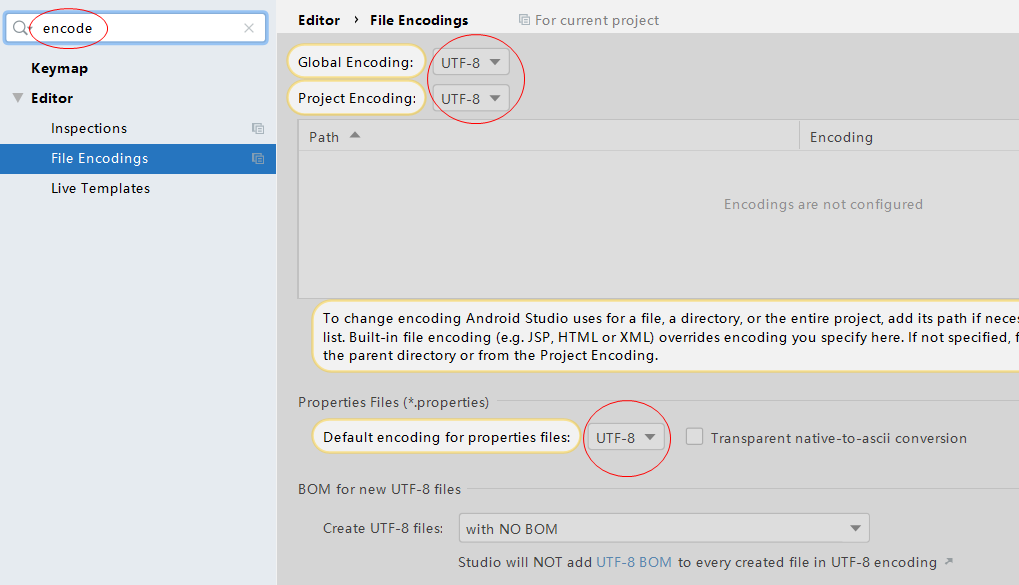 encode
Keymap
Editor
Inspections
File Encodings
Live Templates
Editor › File Encodings For current project
Global Encoding: UTF-8
Project Encoding: UTF-8
Path Encoding
Encodings are not configured
To change encoding Android Studio uses for a file, a directory, or the entire project, add its path if
list. Built-in file encoding (e.g. JSP, HTML or XML) overrides encoding you specify here. If not specified,
the parent directory or from the Project Encoding.
Properties Files (*.properties)
Default encoding for properties files: UTF-8 Transparent native-to-ascii conversion
BOM for new UTF-8 files
Create UTF-8 files: with NO BOM
Studio will NOT add UTF-8 BOM to every created file in UTF-8 encoding ↗